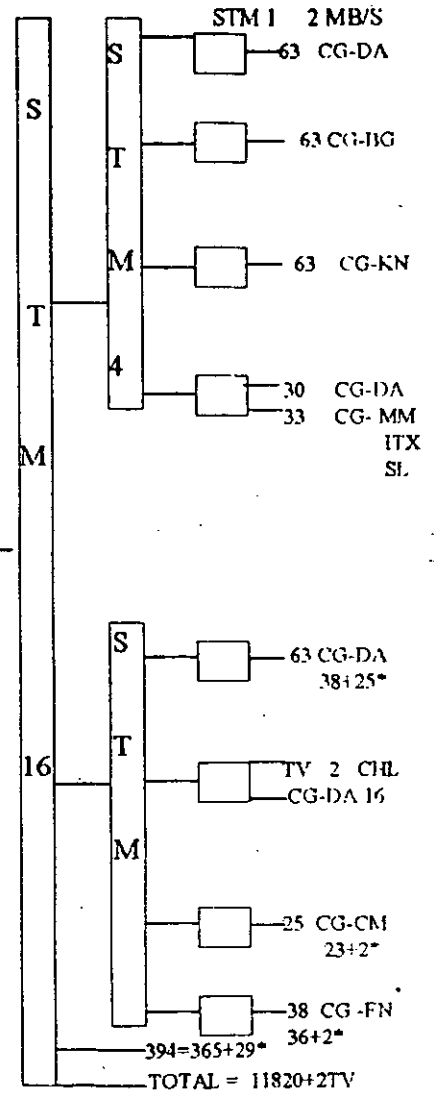 STM 1 2 MB/S
S
T
M
16
S
T
M
4
63 CG-DA
63 CG-BG
63 CG-KN
30 CG-DA
33 CG- MM
ITX
SL
S
T
M
63 CG-DA
38+25*
TV 2 CHL
CG-DA 16
25 CG-CM
23+2*
38 CG -FN
36+2*
394=365+29*
TOTAL = 11820+2TV